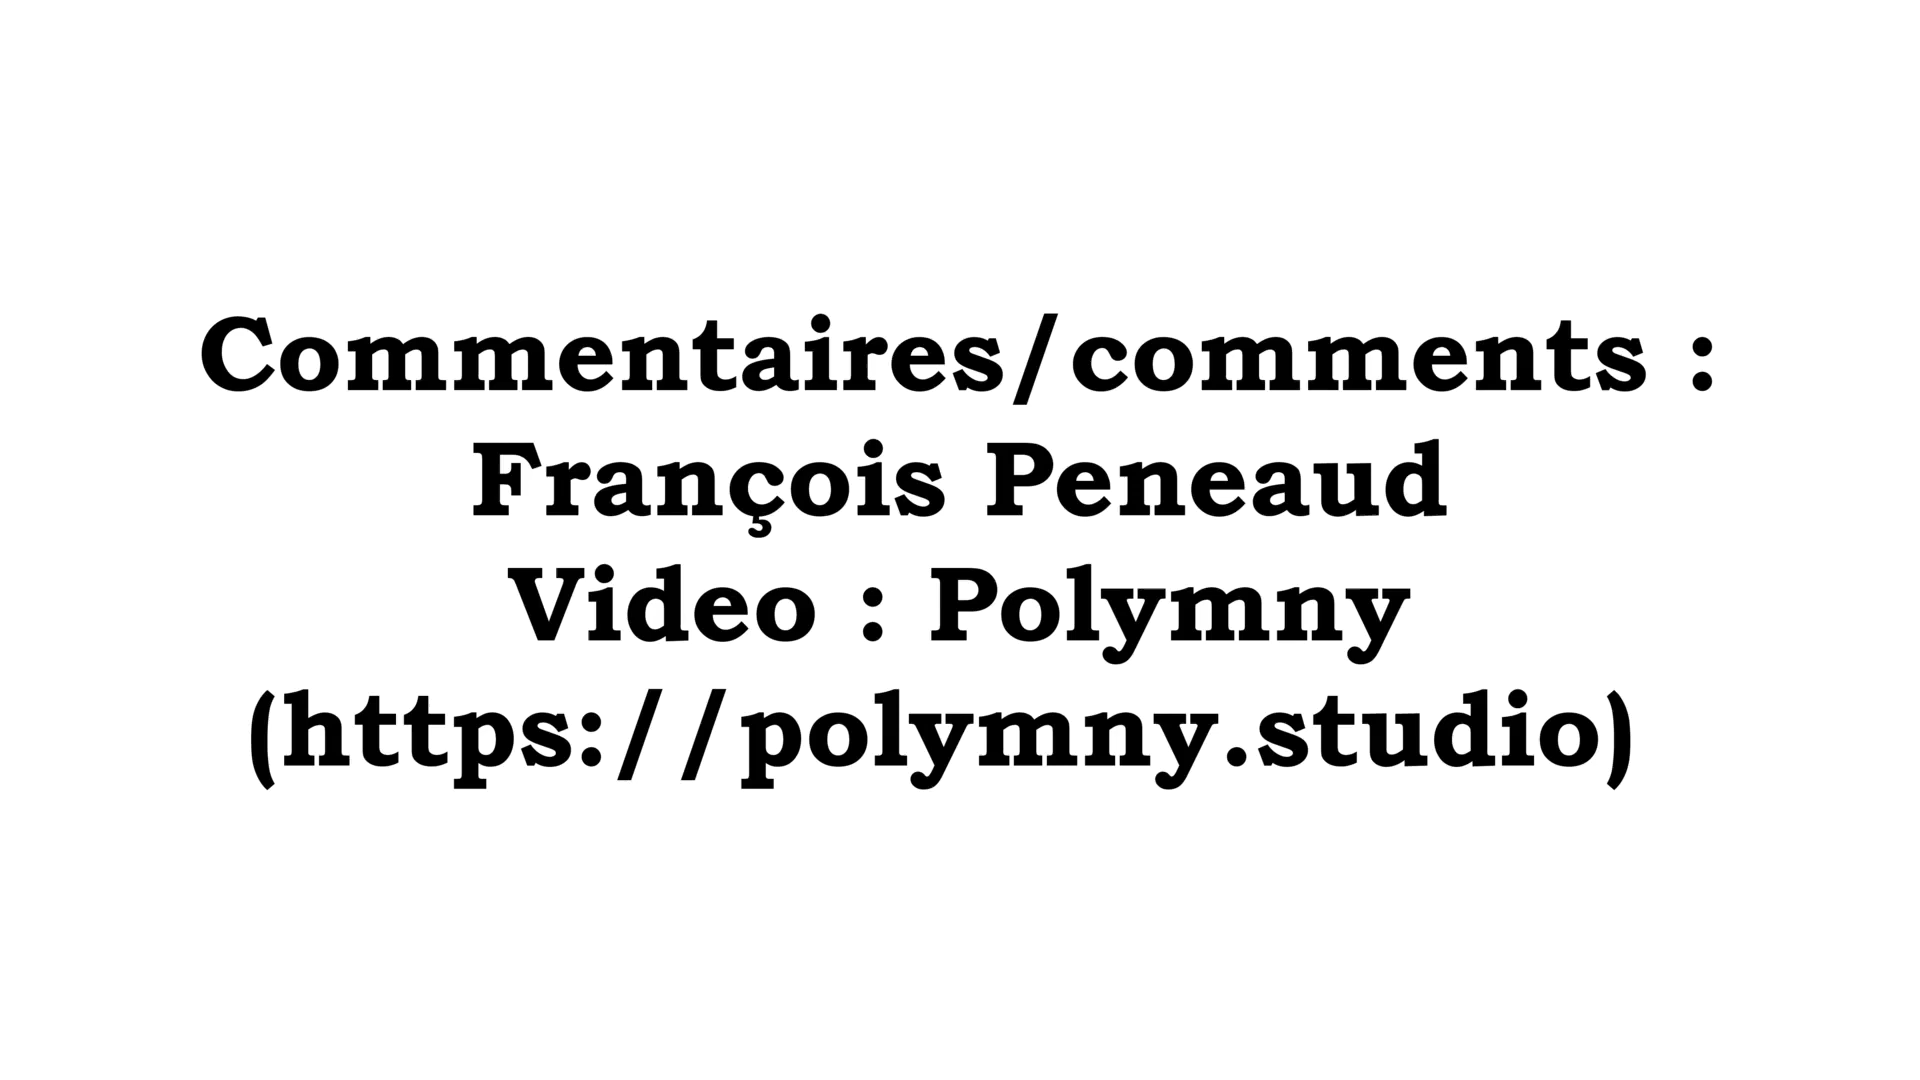 Commentaires/comments :
François Peneaud
Video : Polymny
(https://polymny.studio)